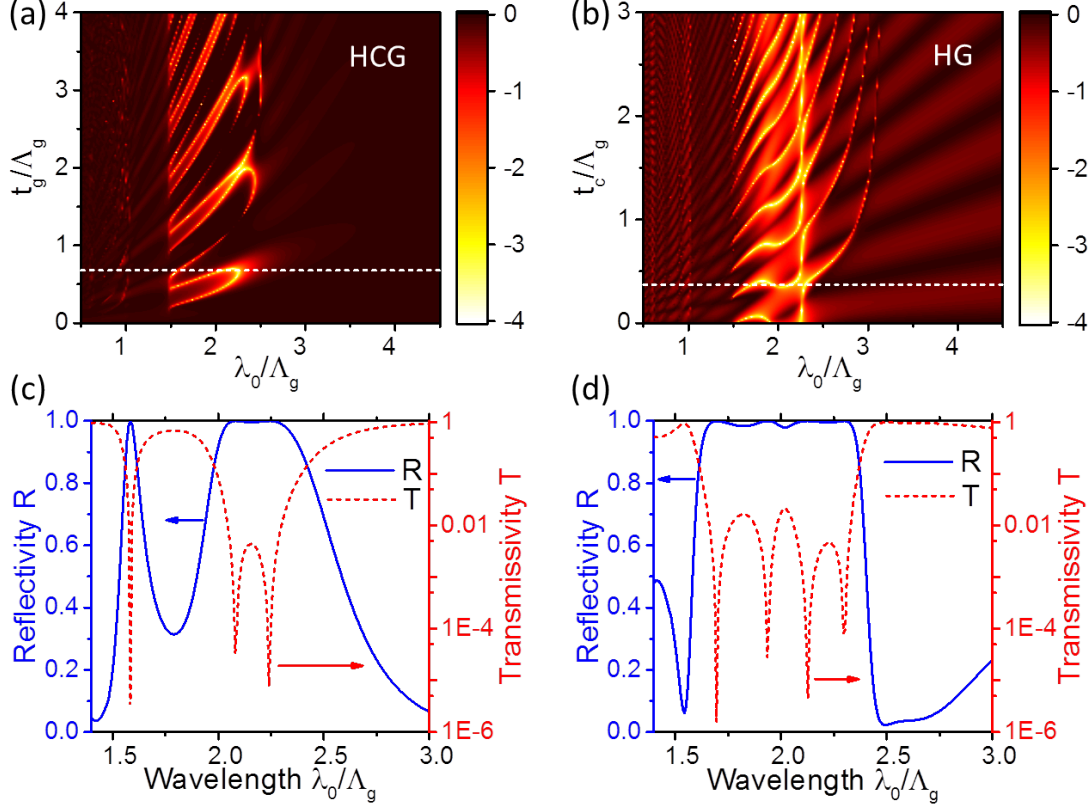 (a)
HCG
4
3
2
1
0
t_g/Λ_g
1
2
3
4
λ_0/Λ_g
0
-1
-2
-3
-4
(b)
HG
3
2
1
0
t_c/Λ_g
1
2
3
4
λ_0/Λ_g
0
-1
-2
-3
-4
(c)
1.0
0.8
0.6
0.4
0.2
0.0
Reflectivity R
R
T
1
0.01
1E-4
1E-6
Transmissivity T
1.5
2.0
2.5
3.0
Wavelength λ_0/Λ_g
(d)
1.0
0.8
0.6
0.4
0.2
0.0
Reflectivity R
R
T
1
0.01
1E-4
1E-6
Transmissivity T
1.5
2.0
2.5
3.0
Wavelength λ_0/Λ_g